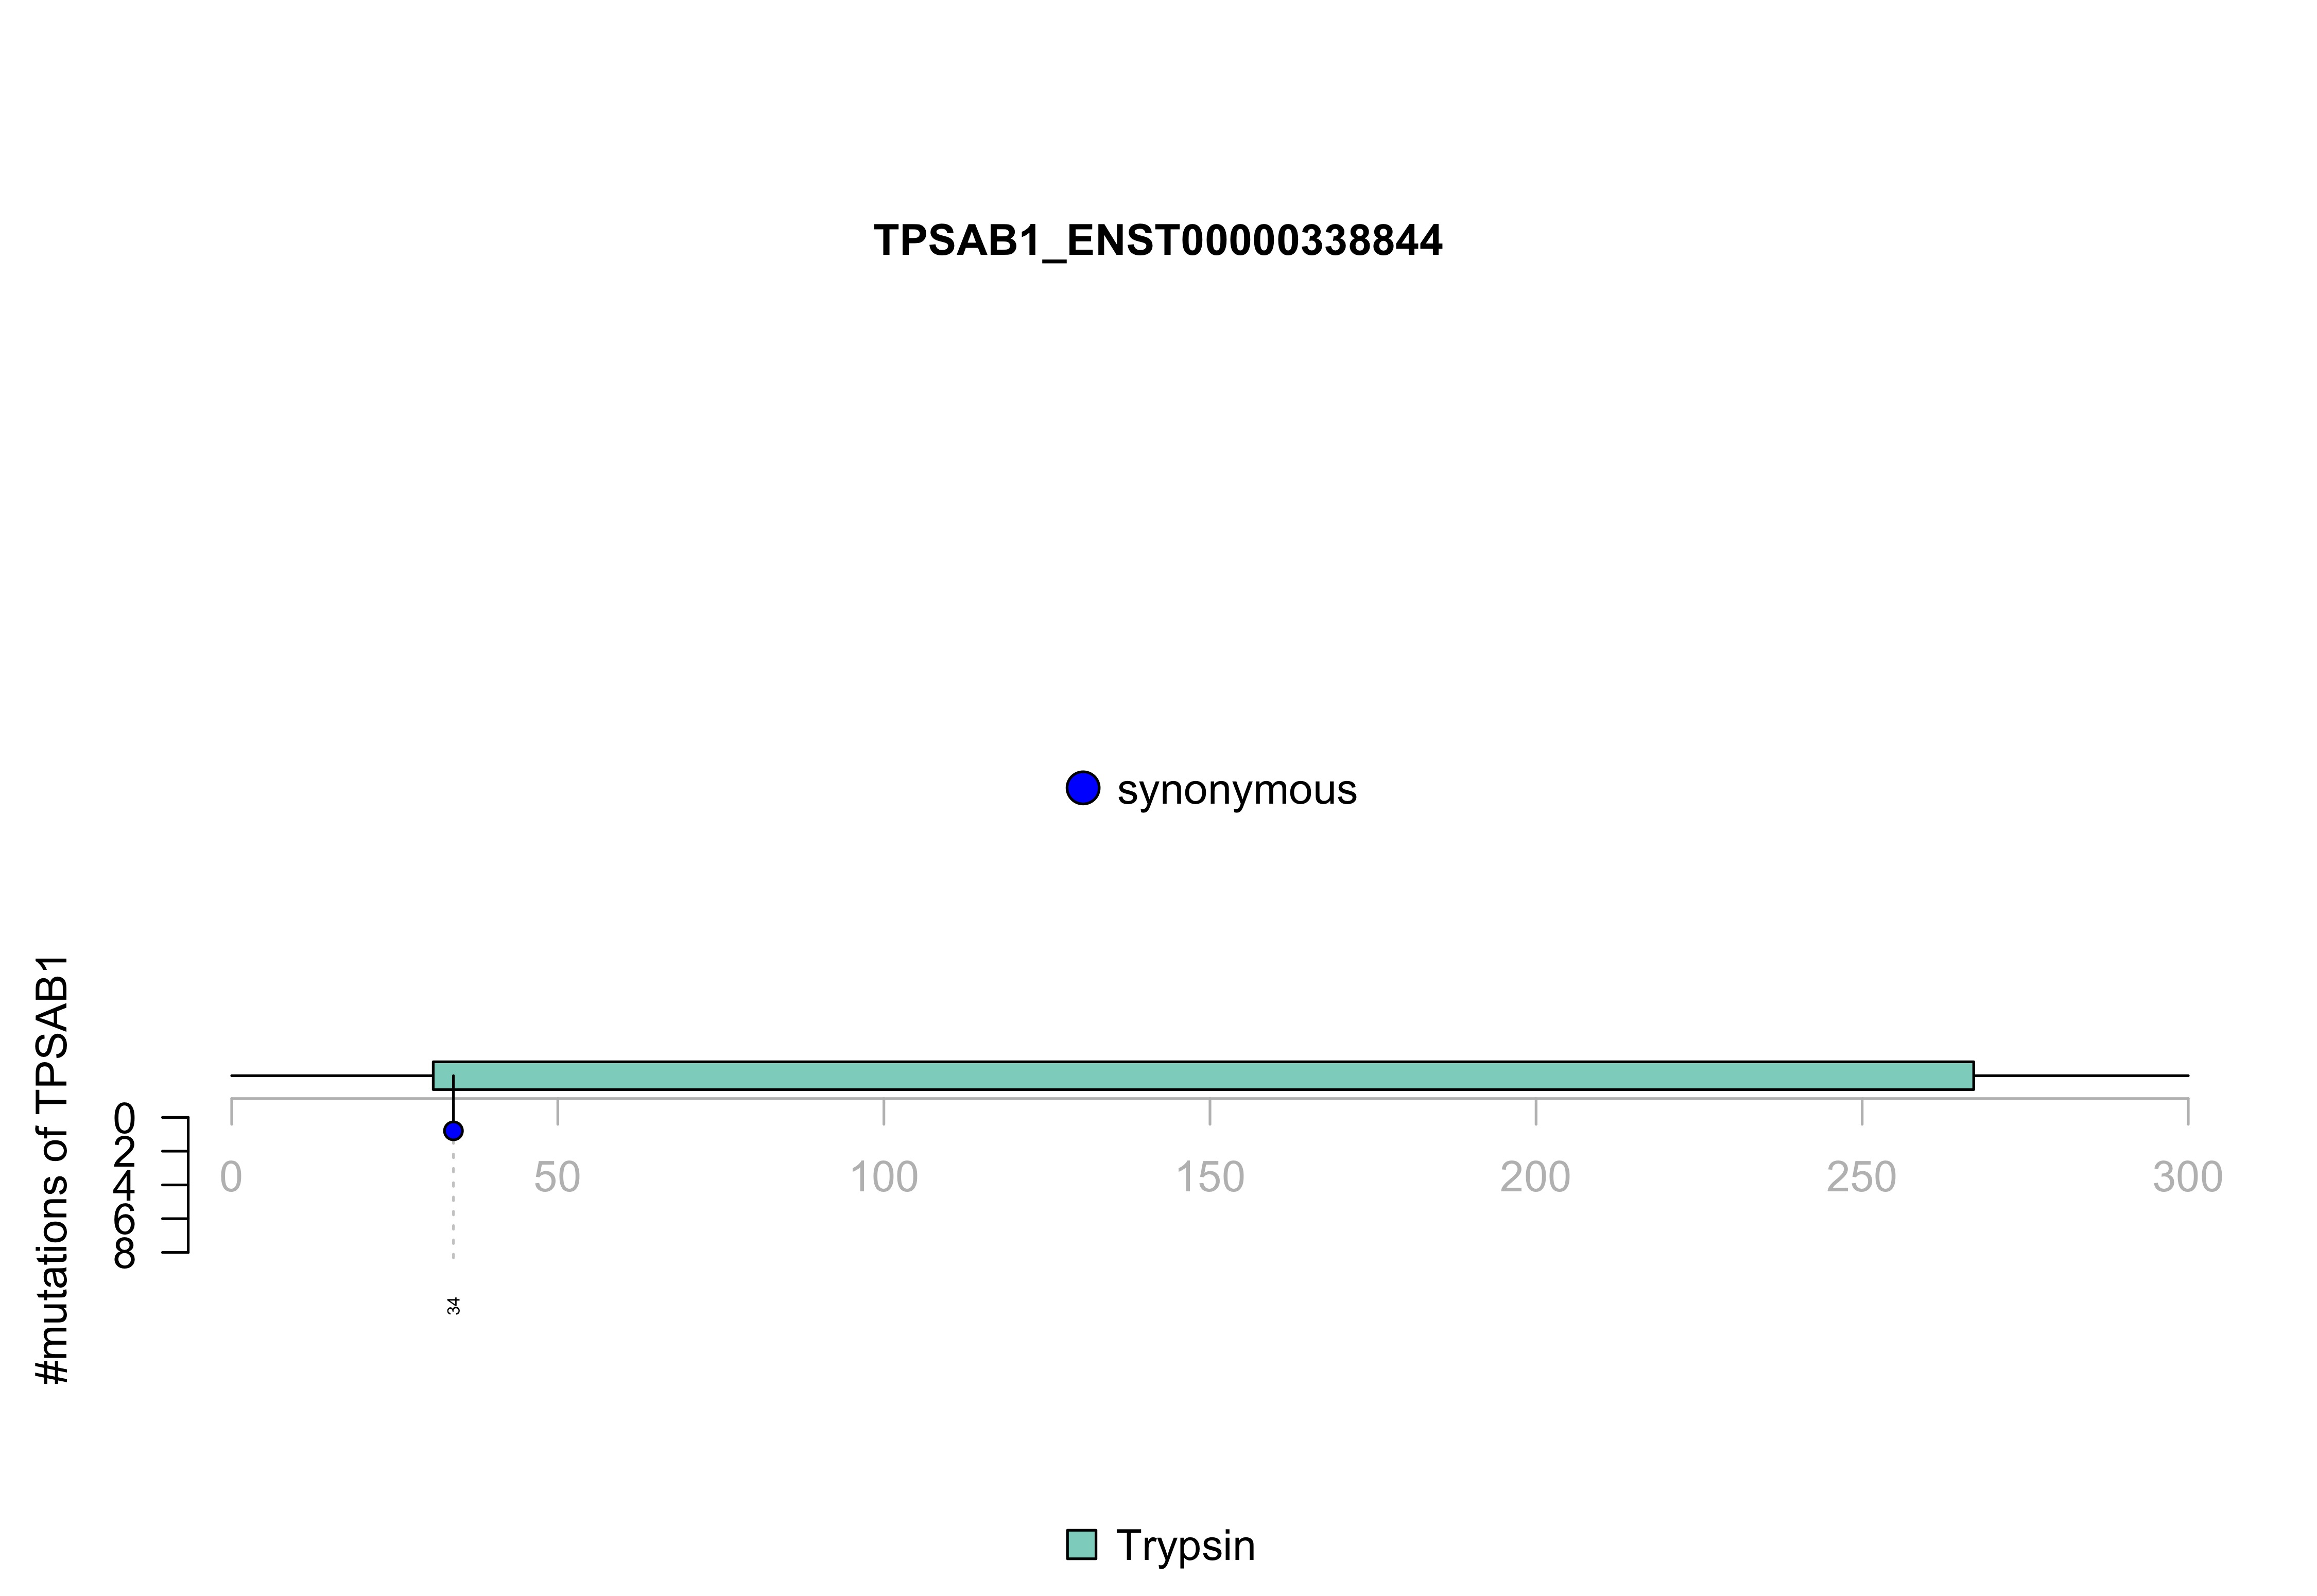 TPSAB1_ENST00000338844
synonymous
#mutations of TPSAB1
0
2
4
6
8
0 50 100 150 200 250 300
34
Trypsin